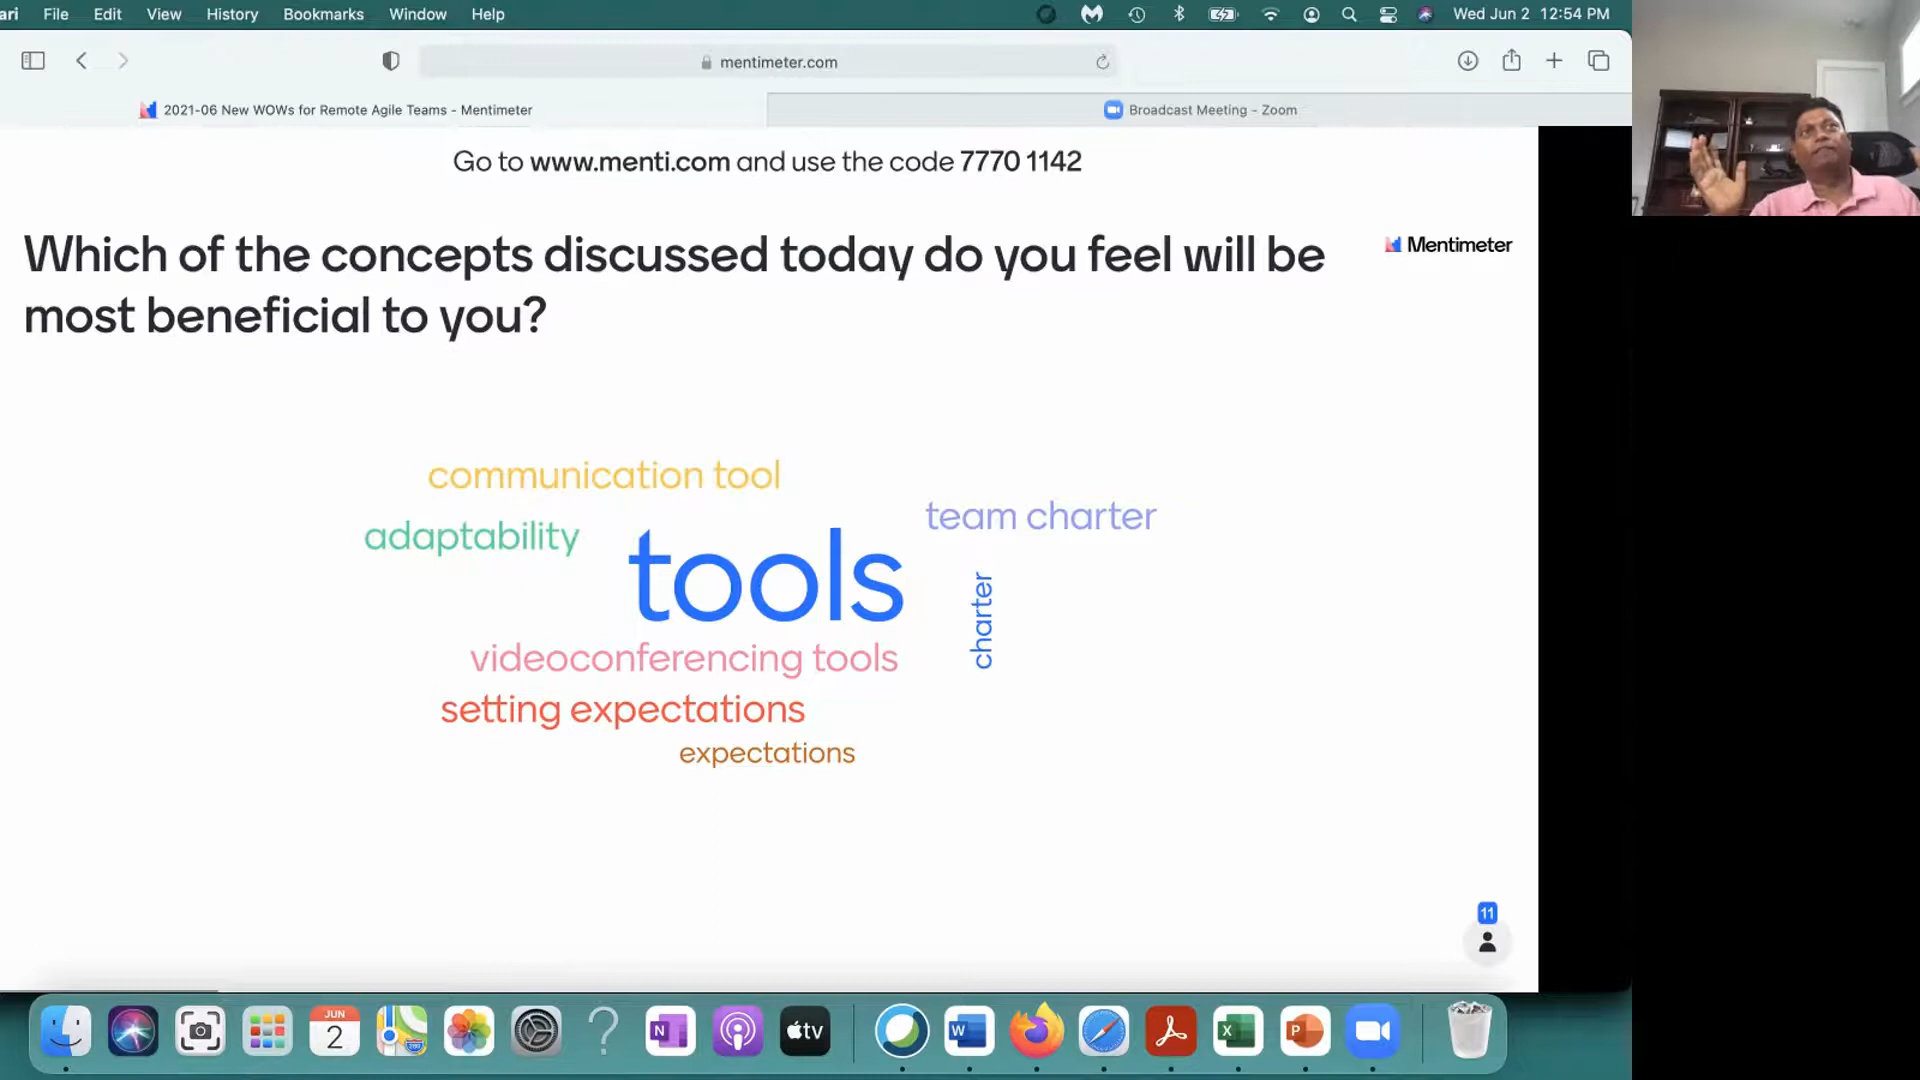 ari File Edit View History Bookmarks Window Help Wed Jun 2 12:54 PM
mentimeter.com
2021-06 New WOWs for Remote Agile Teams - Mentimeter
Broadcast Meeting - Zoom
Go to www.menti.com and use the code 7770 1142
Which of the concepts discussed today do you feel will be
most beneficial to you?
Mentimeter
communication tool
team charter
adaptability
tools
charter
videoconferencing tools
setting expectations
expectations
11
JUN
2
280
N
tv
W
X
P